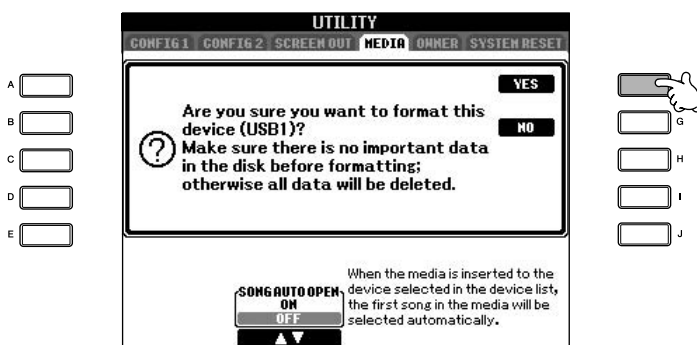 UTILITY
CONFIG 1 CONFIG 2 SCREEN OUT MEDIA OWNER SYSTEM RESET
YES
Are you sure you want to format this
device (USB1)?
NO
Make sure there is no important data
in the disk before formatting;
otherwise all data will be deleted.
?
A
B
C
D
E
G
H
I
J
SONG AUTO OPEN
ON
OFF
When the media is inserted to the
device selected in the device list,
the first song in the media will be
selected automatically.